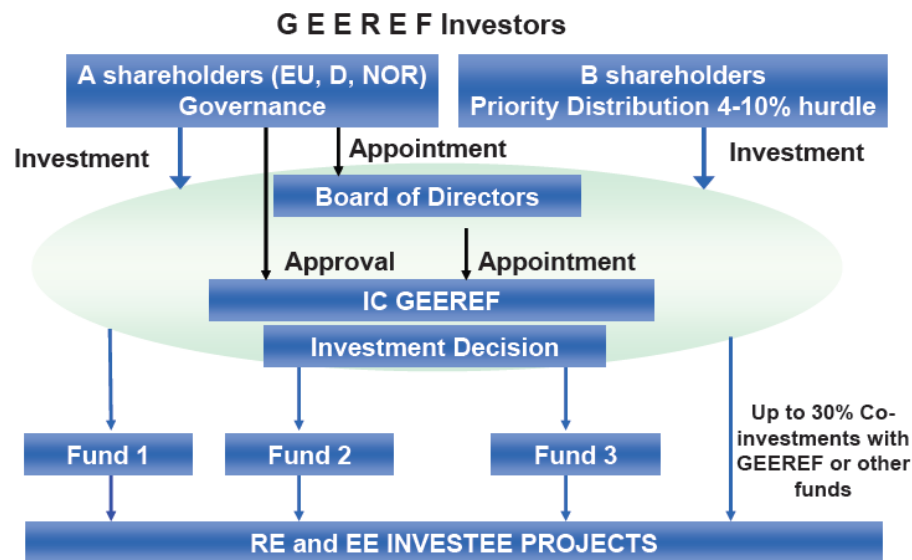 G E E R E F Investors
A shareholders (EU, D, NOR)
Governance
B shareholders
Priority Distribution 4-10% hurdle
Investment
Appointment
Investment
Board of Directors
Approval
Appointment
IC GEEREF
Investment Decision
Up to 30% Co-
investments with
GEEREF or other
funds
Fund 1
Fund 2
Fund 3
RE and EE INVESTEE PROJECTS